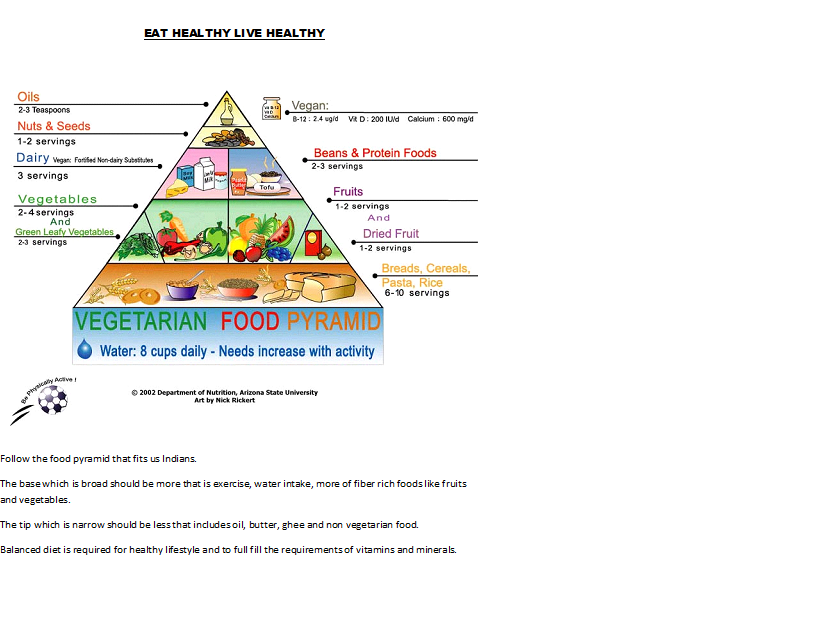 EAT HEALTHY LIVE HEALTHY
Oils
2-3 Teaspoons
Nuts & Seeds
1-2 servings
Dairy Vegan: Fortified Non-dairy Substitutes
3 servings
Vegetables
2-4 servings
And
Green Leafy Vegetables
2-3 servings
Vegan:
B-12 : 2.4 ug/d Vit D : 200 IU/d Calcium : 600 mg/d
Beans & Protein Foods
2-3 servings
Fruits
1-2 servings
And
Dried Fruit
1-2 servings
Breads, Cereals,
Pasta, Rice
6-10 servings
Tofu
VEGETARIAN FOOD PYRAMID
Water: 8 cups daily - Needs increase with activity
Be Physically Active !
© 2002 Department of Nutrition, Arizona State University
Art by Nick Rickert
Follow the food pyramid that fits us Indians.
The base which is broad should be more that is exercise, water intake, more of fiber rich foods like fruits
and vegetables.
The tip which is narrow should be less that includes oil, butter, ghee and non vegetarian food.
Balanced diet is required for healthy lifestyle and to full fill the requirements of vitamins and minerals.